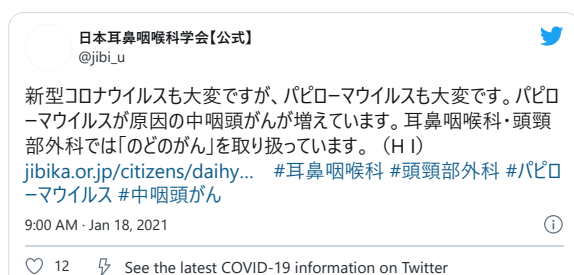 日本耳鼻咽喉科学会【公式】
@jibi_u
新型コロナウイルスも大変ですが、パピローマウイルスも大変です。パピロ
ーマウイルスが原因の中咽頭がんが増えています。耳鼻咽喉科・頭頸
部外科では「のどのがん」を取り扱っています。 （H I）
jibika.or.jp/citizens/daihy... #耳鼻咽喉科 #頭頸部外科 #パピロ
ーマウイルス #中咽頭がん
9:00 AM · Jan 18, 2021
12 See the latest COVID-19 information on Twitter